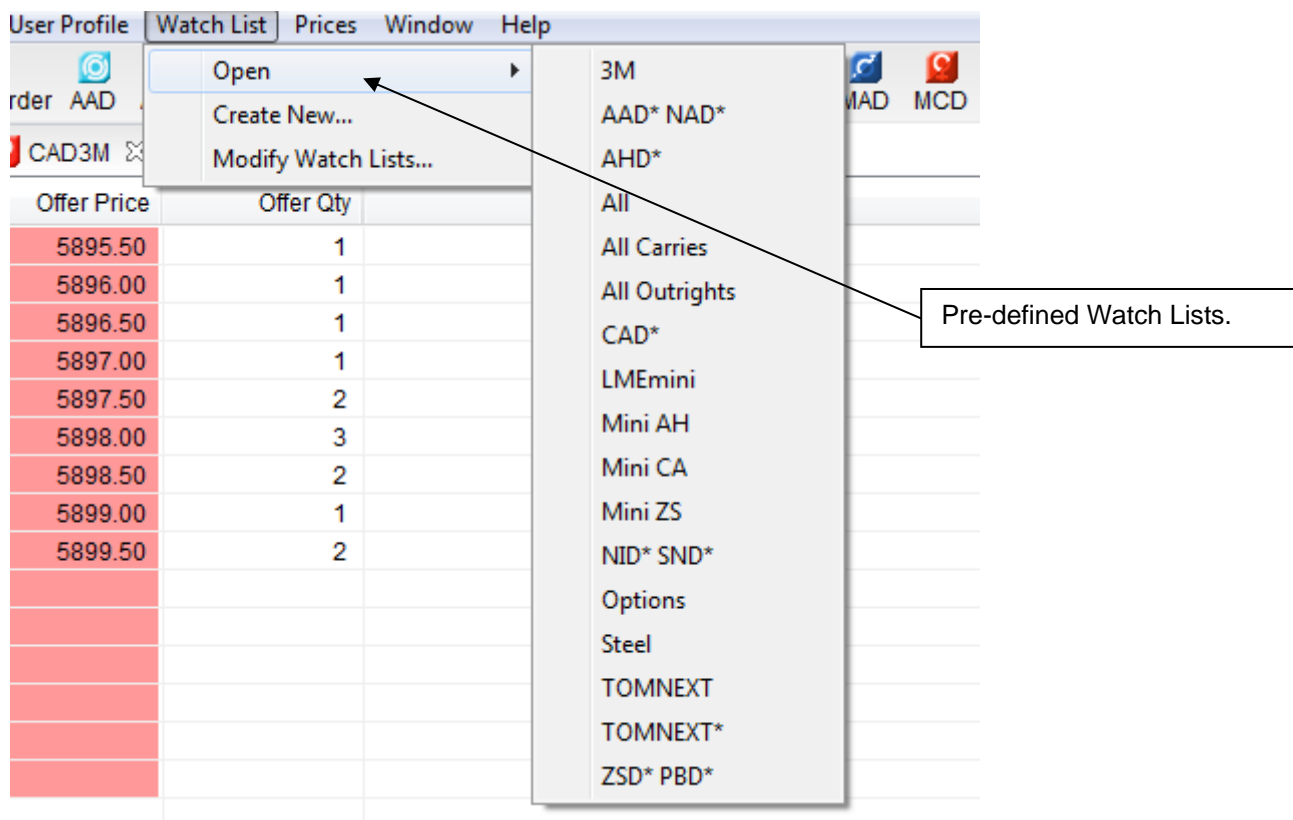 User Profile Watch List Prices Window Help
Open
Create New...
Modify Watch Lists...
AAD
MCD
CAD3M
3M
AAD* NAD*
AHD*
All
All Carries
All Outrights
CAD*
LMEmini
Mini AH
Mini CA
Mini ZS
NID* SND*
Options
Steel
TOMNEXT
TOMNEXT*
ZSD* PBD*
Pre-defined Watch Lists.
Offer Price Offer Qty
5895.50 1
5896.00 1
5896.50 1
5897.00 1
5897.50 2
5898.00 3
5898.50 2
5899.00 1
5899.50 2